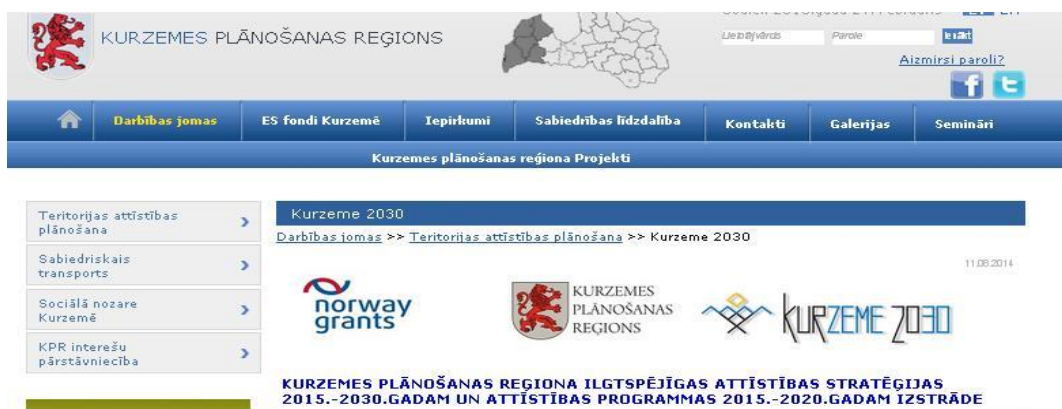 KURZEMES PLĀNOŠANAS REĢIONS
Lietotājvārds
Parole
Ienākt
Aizmirsi paroli?
Darbības jomas
ES fondi Kurzemē
Iepirkumi
Sabiedrības līdzdalība
Kontakti
Galerijas
Semināri
Kurzemes plānošanas reģiona Projekti
Teritorijas attīstības
plānošana
Sabiedriskais
transports
Sociālā nozare
Kurzemē
KPR interešu
pārstāvniecība
Kurzeme 2030
Darbības jomas >> Teritorijas attīstības plānošana >> Kurzeme 2030
11.08.2014
norway
grants
KURZEMES
PLĀNOŠANAS
REĢIONS
KURZEME 2030
KURZEMES PLĀNOŠANAS REĢIONA ILGTSPĒJĪGAS ATTĪSTĪBAS STRATĒĢIJAS
2015.-2030.GADAM UN ATTĪSTĪBAS PROGRAMMAS 2015.-2020.GADAM IZSTRĀDE